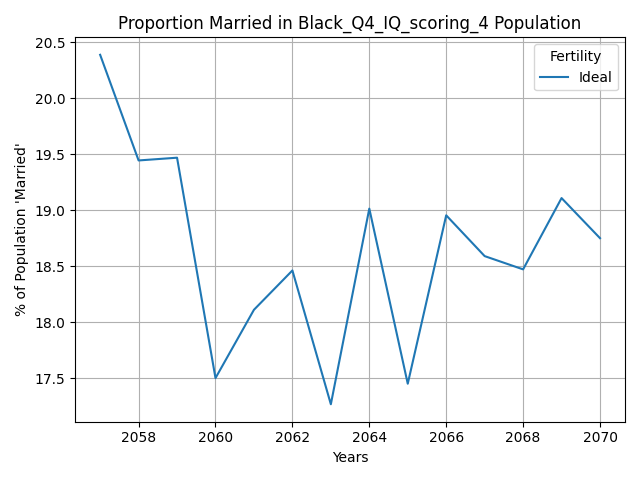 Proportion Married in Black_Q4_IQ_scoring_4 Population
20.5
20.0
19.5
19.0
18.5
18.0
17.5
% of Population 'Married'
Fertility
Ideal
2058 2060 2062 2064 2066 2068 2070
Years